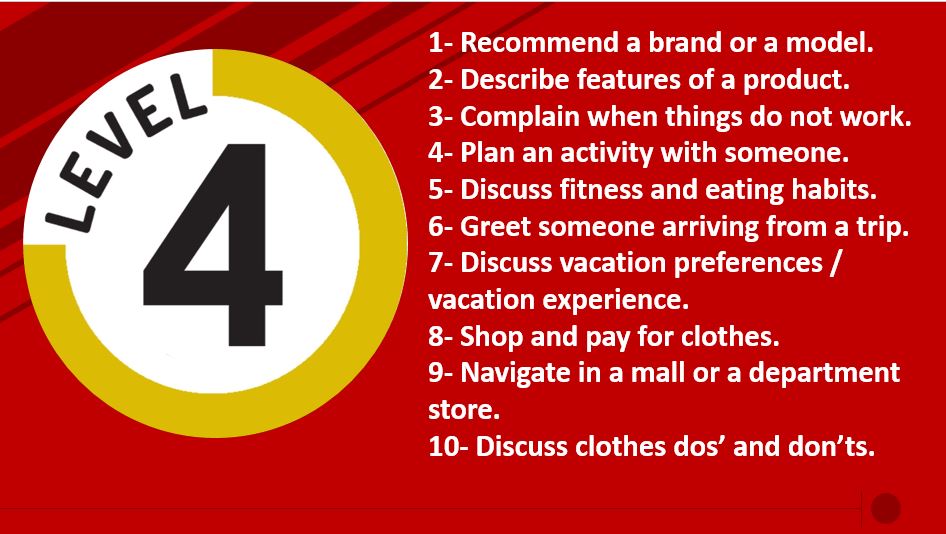 LEVEL
4
1- Recommend a brand or a model.
2- Describe features of a product.
3- Complain when things do not work.
4- Plan an activity with someone.
5- Discuss fitness and eating habits.
6- Greet someone arriving from a trip.
7- Discuss vacation preferences /
vacation experience.
8- Shop and pay for clothes.
9- Navigate in a mall or a department
store.
10- Discuss clothes dos’ and don’ts.